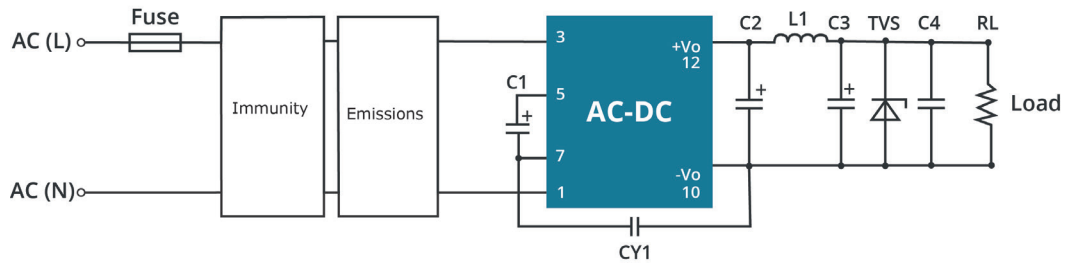 Fuse
AC (L)
AC (N)
Immunity
Emissions
C1
+
3
5
7
1
AC-DC
+Vo
12
-Vo
10
CY1
C2
L1
C3
TVS
C4
RL
+
+
Load